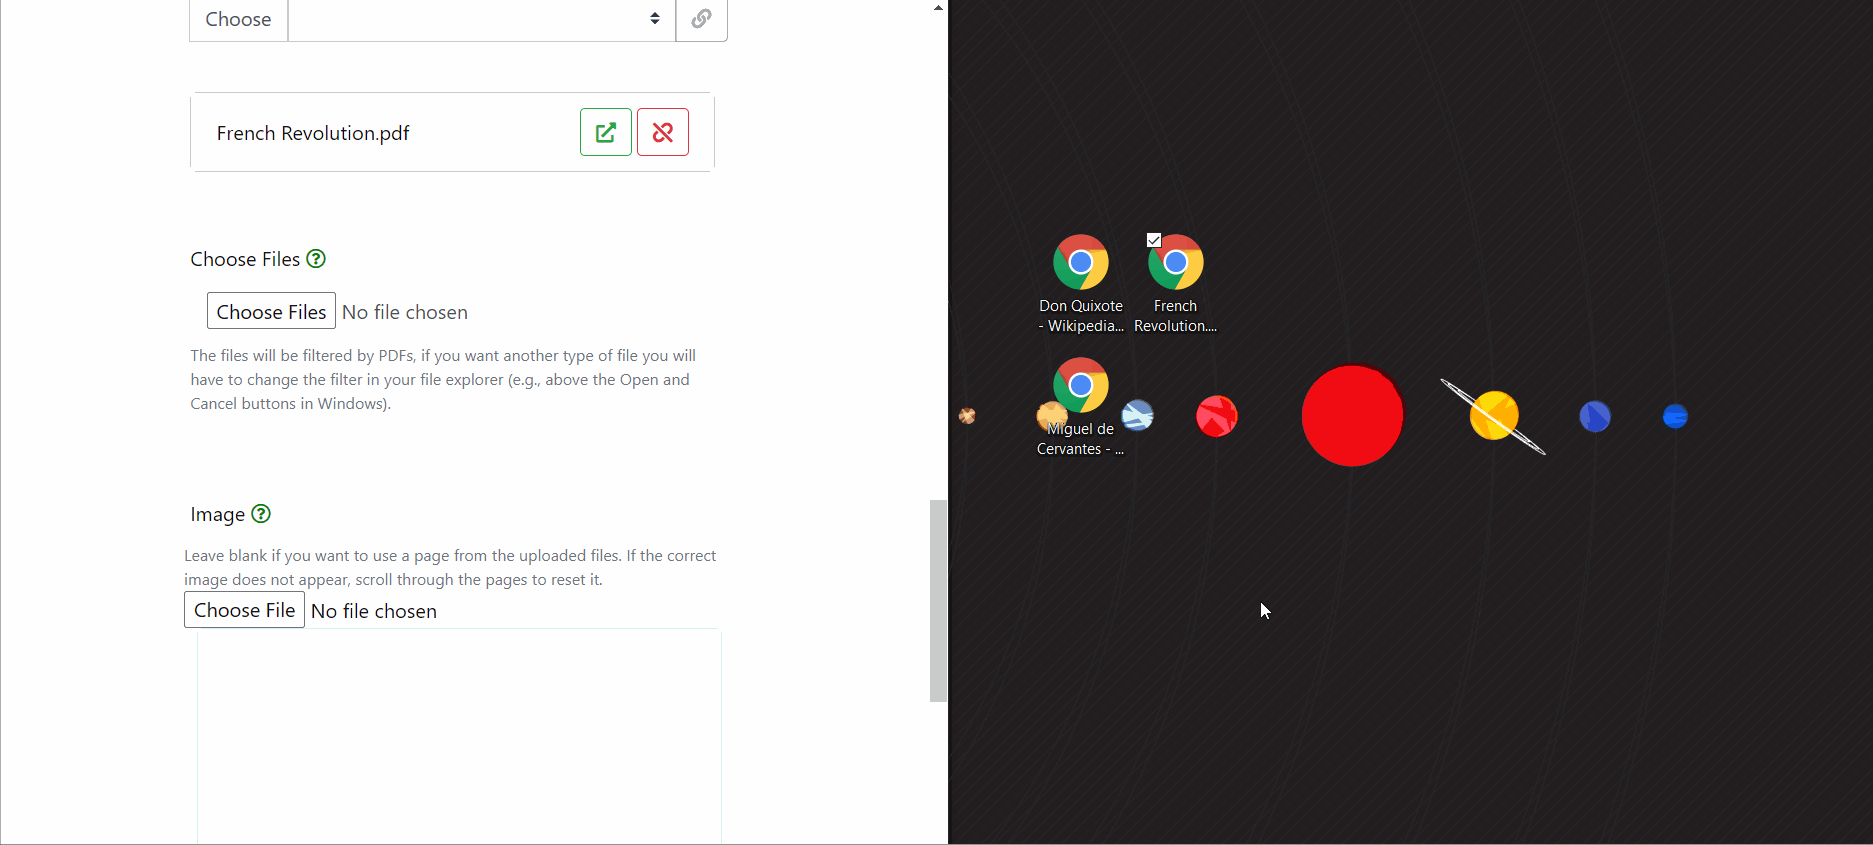 Choose
French Revolution.pdf
Choose Files
Choose Files No file chosen
The files will be filtered by PDFs, if you want another type of file you will
have to change the filter in your file explorer (e.g., above the Open and
Cancel buttons in Windows).
Image
Leave blank if you want to use a page from the uploaded files. If the correct
image does not appear, scroll through the pages to reset it.
Choose File No file chosen
Don Quixote
- Wikipedia...
French
Revolution....
Miguel de
Cervantes - ...